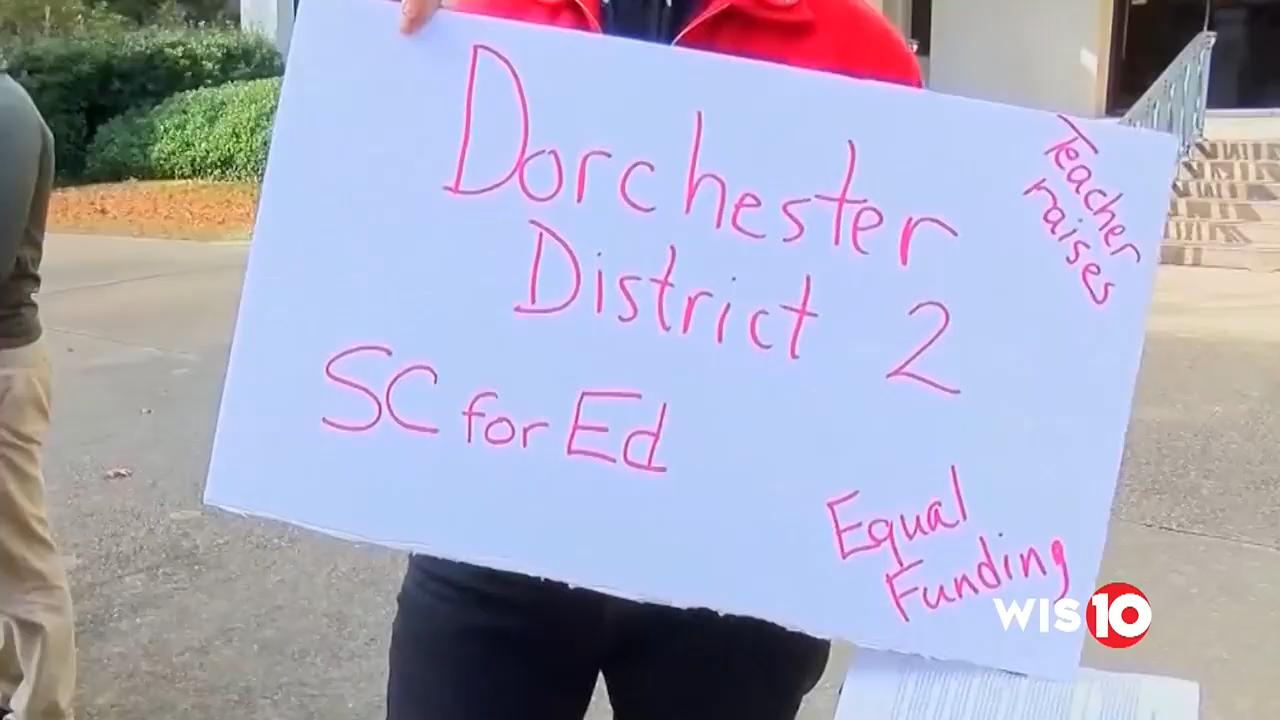 Dorchester
District 2
SC for Ed
Teacher
raises
Equal
Funding
WIS10